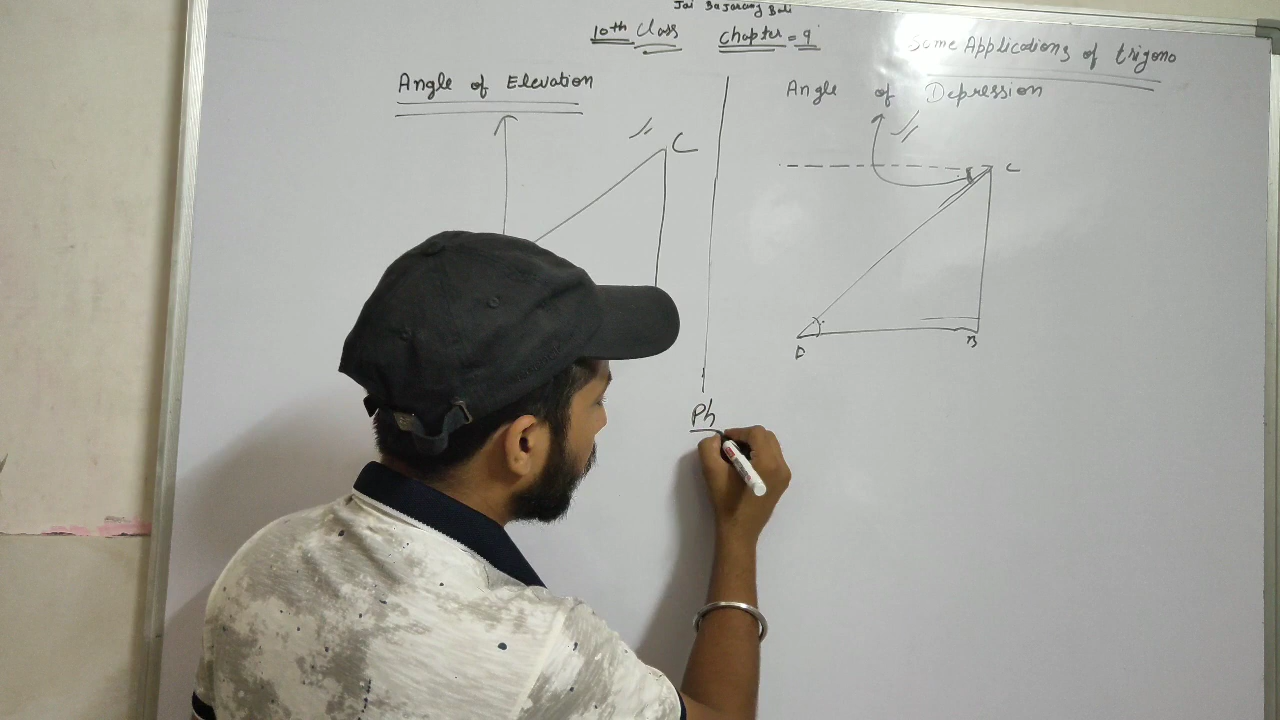 Jai Bajarang Bali
10th Class Chapter = 9
Some Applications of trigono
Angle of Elevation
Angle of Depression
C
C
B
Ph